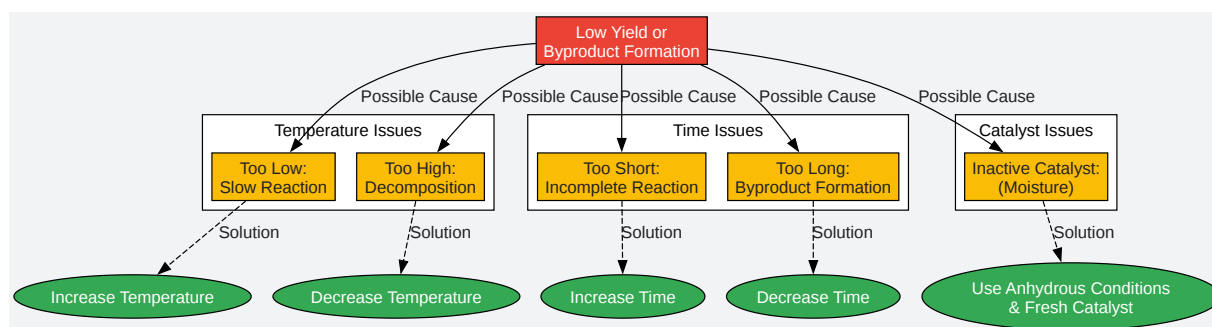 Low Yield or
Byproduct Formation
Possible Cause
Possible Cause
Possible Cause
Possible Cause
Possible Cause
Temperature Issues
Time Issues
Catalyst Issues
Too Low:
Slow Reaction
Too High:
Decomposition
Too Short:
Incomplete Reaction
Too Long:
Byproduct Formation
Inactive Catalyst:
(Moisture)
Solution
Solution
Solution
Solution
Solution
Increase Temperature
Decrease Temperature
Increase Time
Decrease Time
Use Anhydrous Conditions
& Fresh Catalyst